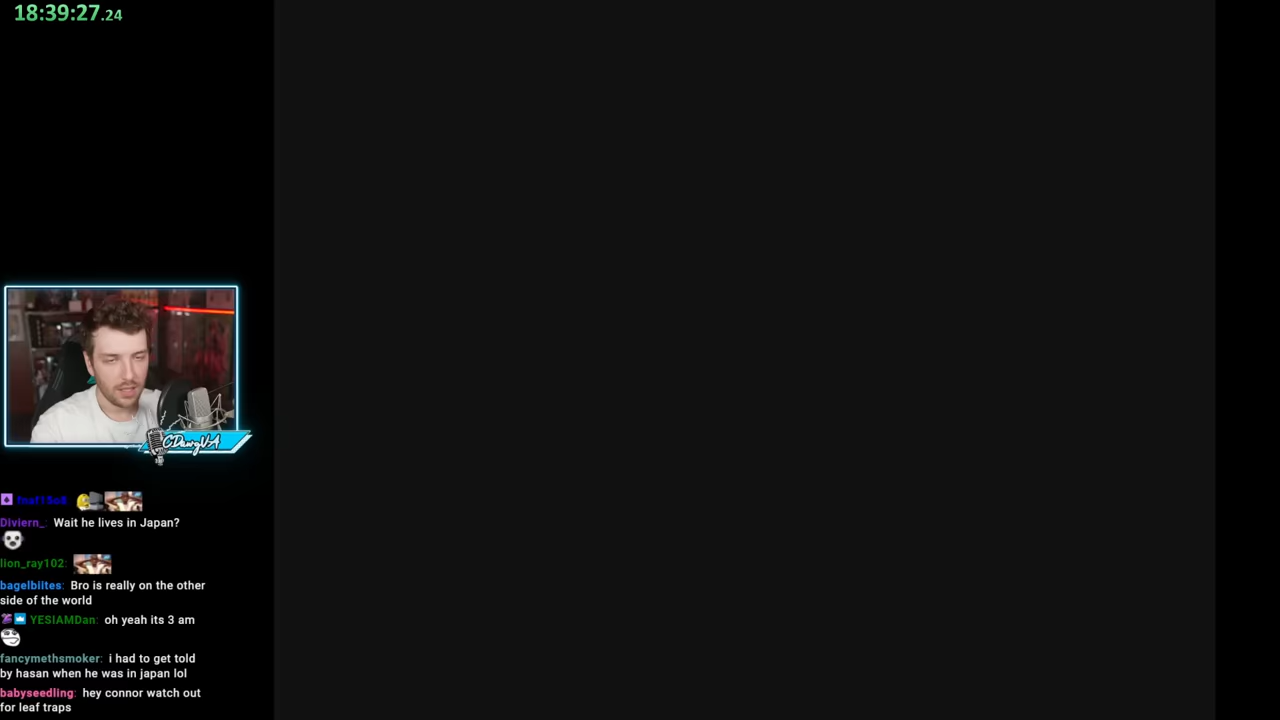 18:39:27.24
CDawgVA
Diviern_: Wait he lives in Japan?
lion_ray102:
bagelbiites: Bro is really on the other
side of the world
YESIAMDan: oh yeah its 3 am
fancymethsmoker: i had to get told
by hasan when he was in japan lol
babyseedling: hey connor watch out
for leaf traps